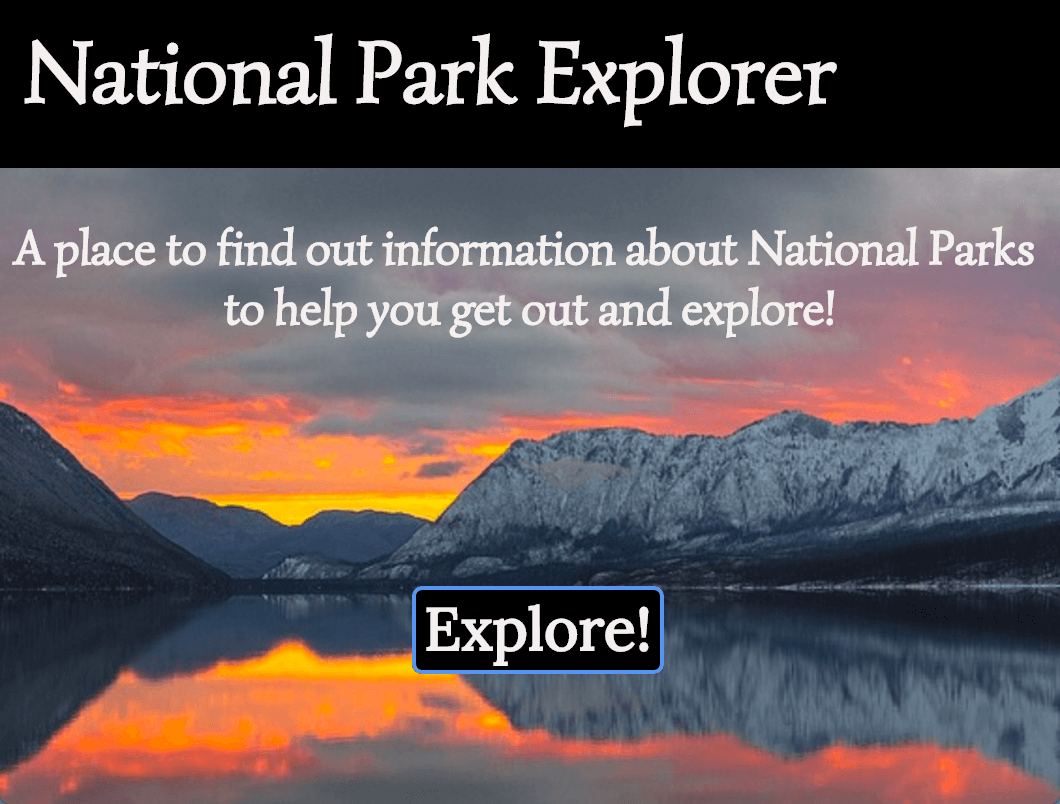 National Park Explorer
A place to find out information about National Parks
to help you get out and explore!
Explore!